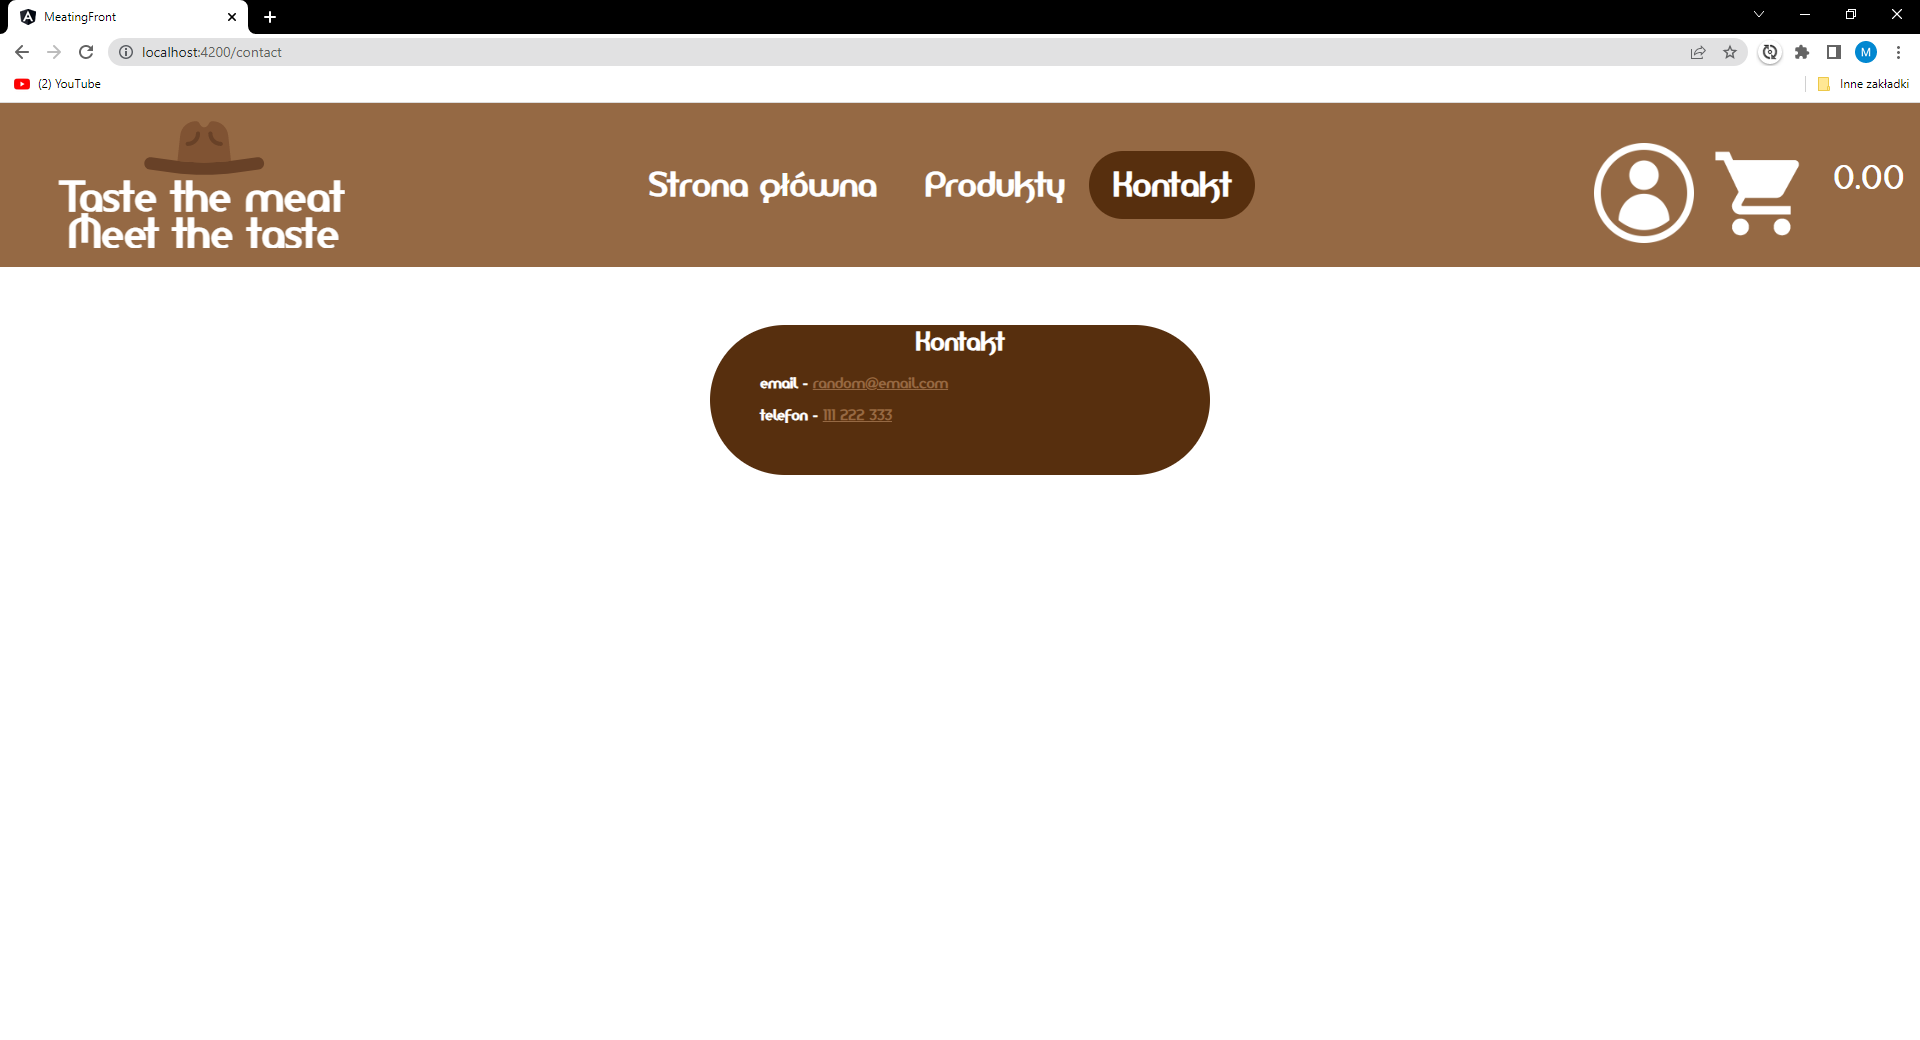 MeatingFront
localhost:4200/contact
M
(2) YouTube
Inne zakładki
Taste the meat
Meet the taste
Strona główna
Produkty
Kontakt
0.00
Kontakt
email - random@email.com
telefon - 111 222 333